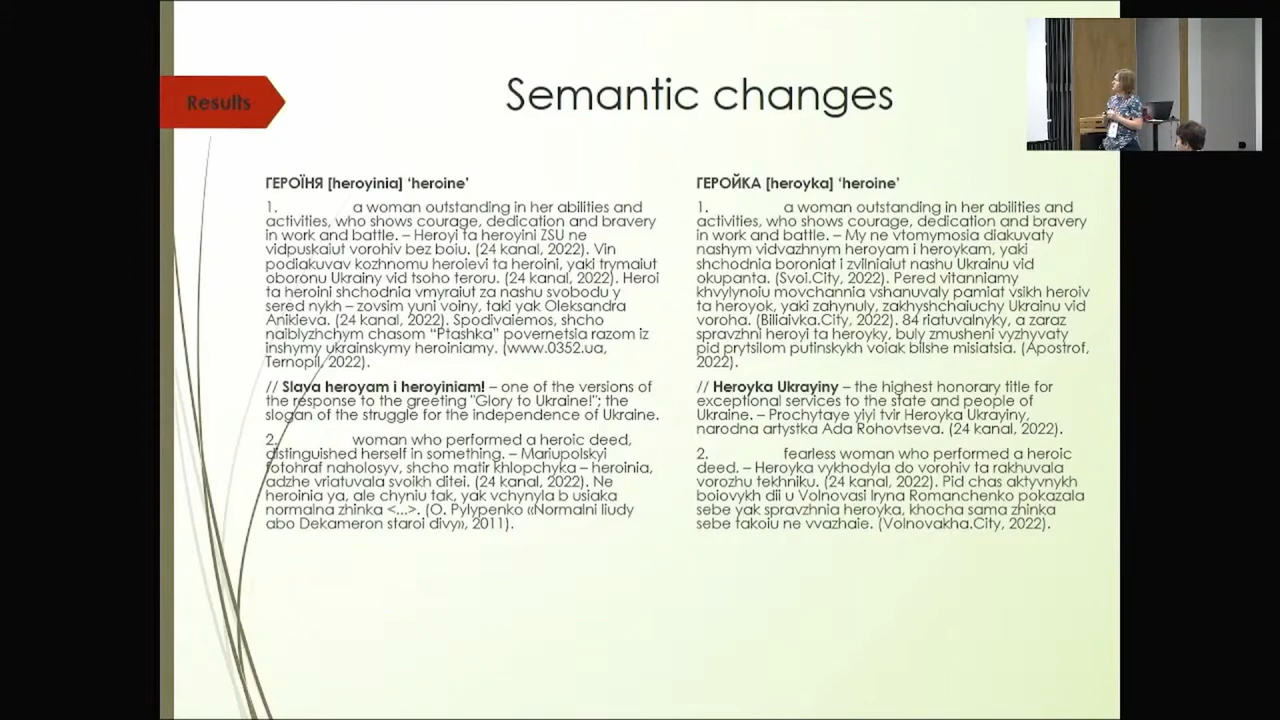 Results
Semantic changes
ГЕРОЇНЯ [heroyinia] ‘heroine’
1. a woman outstanding in her abilities and
activities, who shows courage, dedication and bravery
in work and battle. – Heroyi ta heroyini ZSU ne
vidpuskaiut vorohiv bez boiu. (24 kanal, 2022). Vin
podiakuvav kozhnomu heroievi ta heroini, yaki trymaiut
oboronu Ukrainy vid tsoho teroru. (24 kanal, 2022). Heroi
ta heroini shchodnia vmyraiut za nashu svobodu y
sered nykh – zovsim yuni voiny, taki yak Oleksandra
Anikieva. (24 kanal, 2022). Spodivaiemos, shcho
naiblyzhchym chasom “Ptashka” povernetsia razom iz
inshymy ukrainskymy heroiniamy. (www.0352.ua,
Ternopil, 2022).
// Slava heroyam i heroyiniam! – one of the versions of
the response to the greeting "Glory to Ukraine!"; the
slogan of the struggle for the independence of Ukraine.
2. woman who performed a heroic deed,
distinguished herself in something. – Mariupolskyi
fotohraf naholosyv, shcho matir khlopchyka – heroinia,
adzhe vriatuvala svoikh ditei. (24 kanal, 2022). Ne
heroinia ya, ale chyniu tak, yak vchynyla b usiaka
normalna zhinka <...>. (O. Pylypenko «Normalni liudy
abo Dekameron staroi divy», 2011).
ГЕРОЙКА [heroyka] ‘heroine’
1. a woman outstanding in her abilities and
activities, who shows courage, dedication and bravery
in work and battle. – My ne vtomymosia diakuvaty
nashym vidvazhnym heroyam i heroykam, yaki
shchodnia boroniat i zvilniaiut nashu Ukrainu vid
okupanta. (Svoi.City, 2022). Pered vitanniamy
khvylynoiu movchannia vshanuvaly pamiat vsikh heroiv
ta heroyok, yaki zahynuly, zakhyshchaiuchy Ukrainu vid
voroha. (Biliaivka.City, 2022). 84 riatuvalnyky, a zaraz
spravzhni heroyi ta heroyky, buly zmusheni vyzhyvaty
pid prytsilom putinskykh voiak bilshe misiatsia. (Apostrof,
2022).
// Heroyka Ukrayiny – the highest honorary title for
exceptional services to the state and people of
Ukraine. – Prochytaye yiyi tvir Heroyka Ukrayiny,
narodna artystka Ada Rohovtseva. (24 kanal, 2022).
2. fearless woman who performed a heroic
deed. – Heroyka vykhodyla do vorohiv ta rakhuvala
vorozhu tekhniku. (24 kanal, 2022). Pid chas aktyvnykh
boiovykh dii u Volnovasi Iryna Romanchenko pokazala
sebe yak spravzhnia heroyka, khocha sama zhinka
sebe takoiu ne vvazhaie. (Volnovakha.City, 2022).